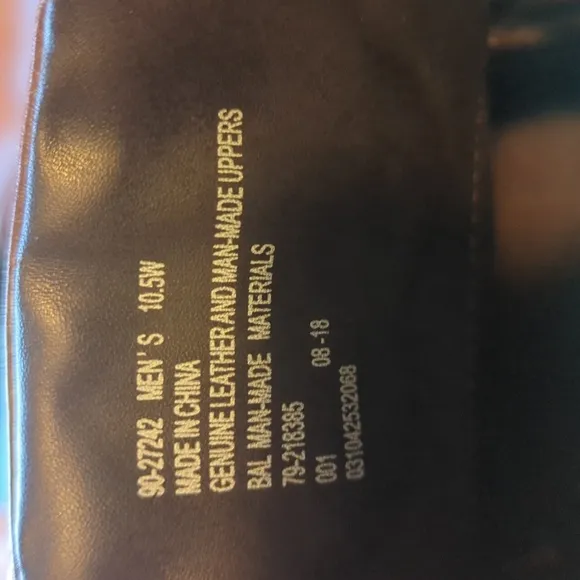 90-27242 MEN'S 10.5W
MADE IN CHINA
GENUINE LEATHER AND MAN-MADE UPPERS
BAL MAN-MADE MATERIALS
79-218385
001 08-18
031042532068